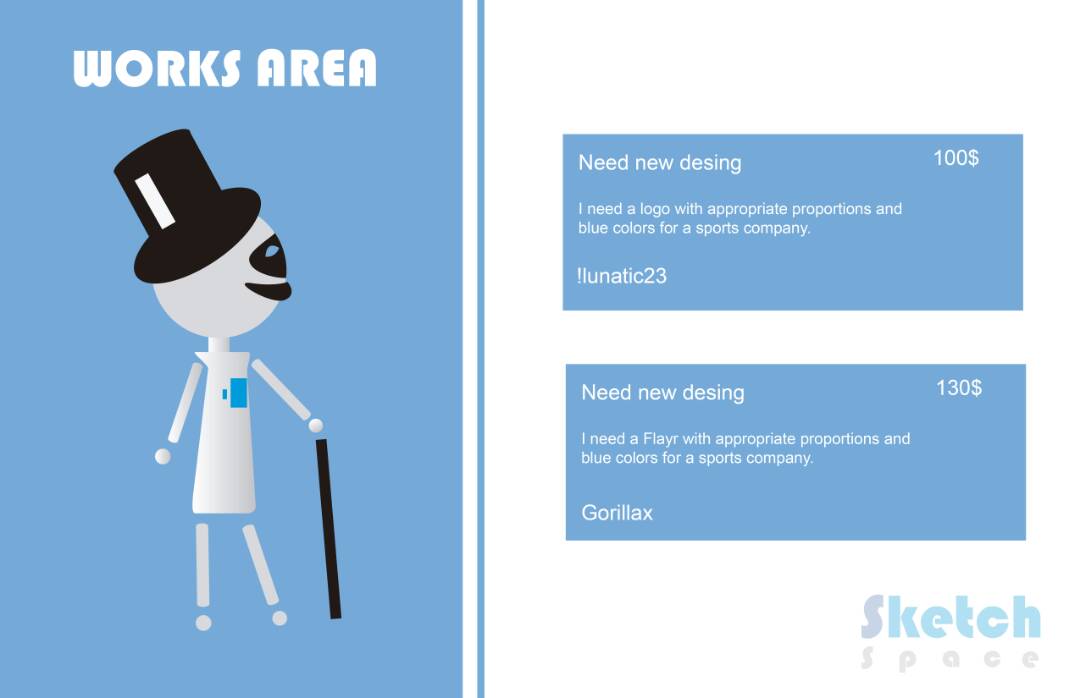 WORKS AREA
Need new desing
100$
I need a logo with appropriate proportions and
blue colors for a sports company.
!lunatic23
Need new desing
130$
I need a Flayr with appropriate proportions and
blue colors for a sports company.
Gorillax
Sketch
Space